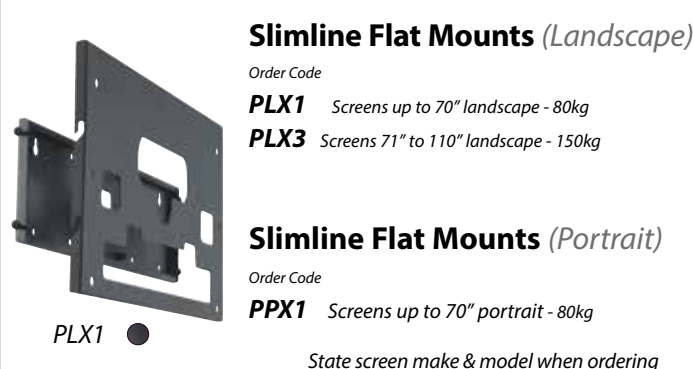 Slimline Flat Mounts (Landscape)
Order Code
PLX1 Screens up to 70” landscape - 80kg
PLX3 Screens 71” to 110” landscape - 150kg
Slimline Flat Mounts (Portrait)
Order Code
PPX1 Screens up to 70” portrait - 80kg
PLX1
State screen make & model when ordering